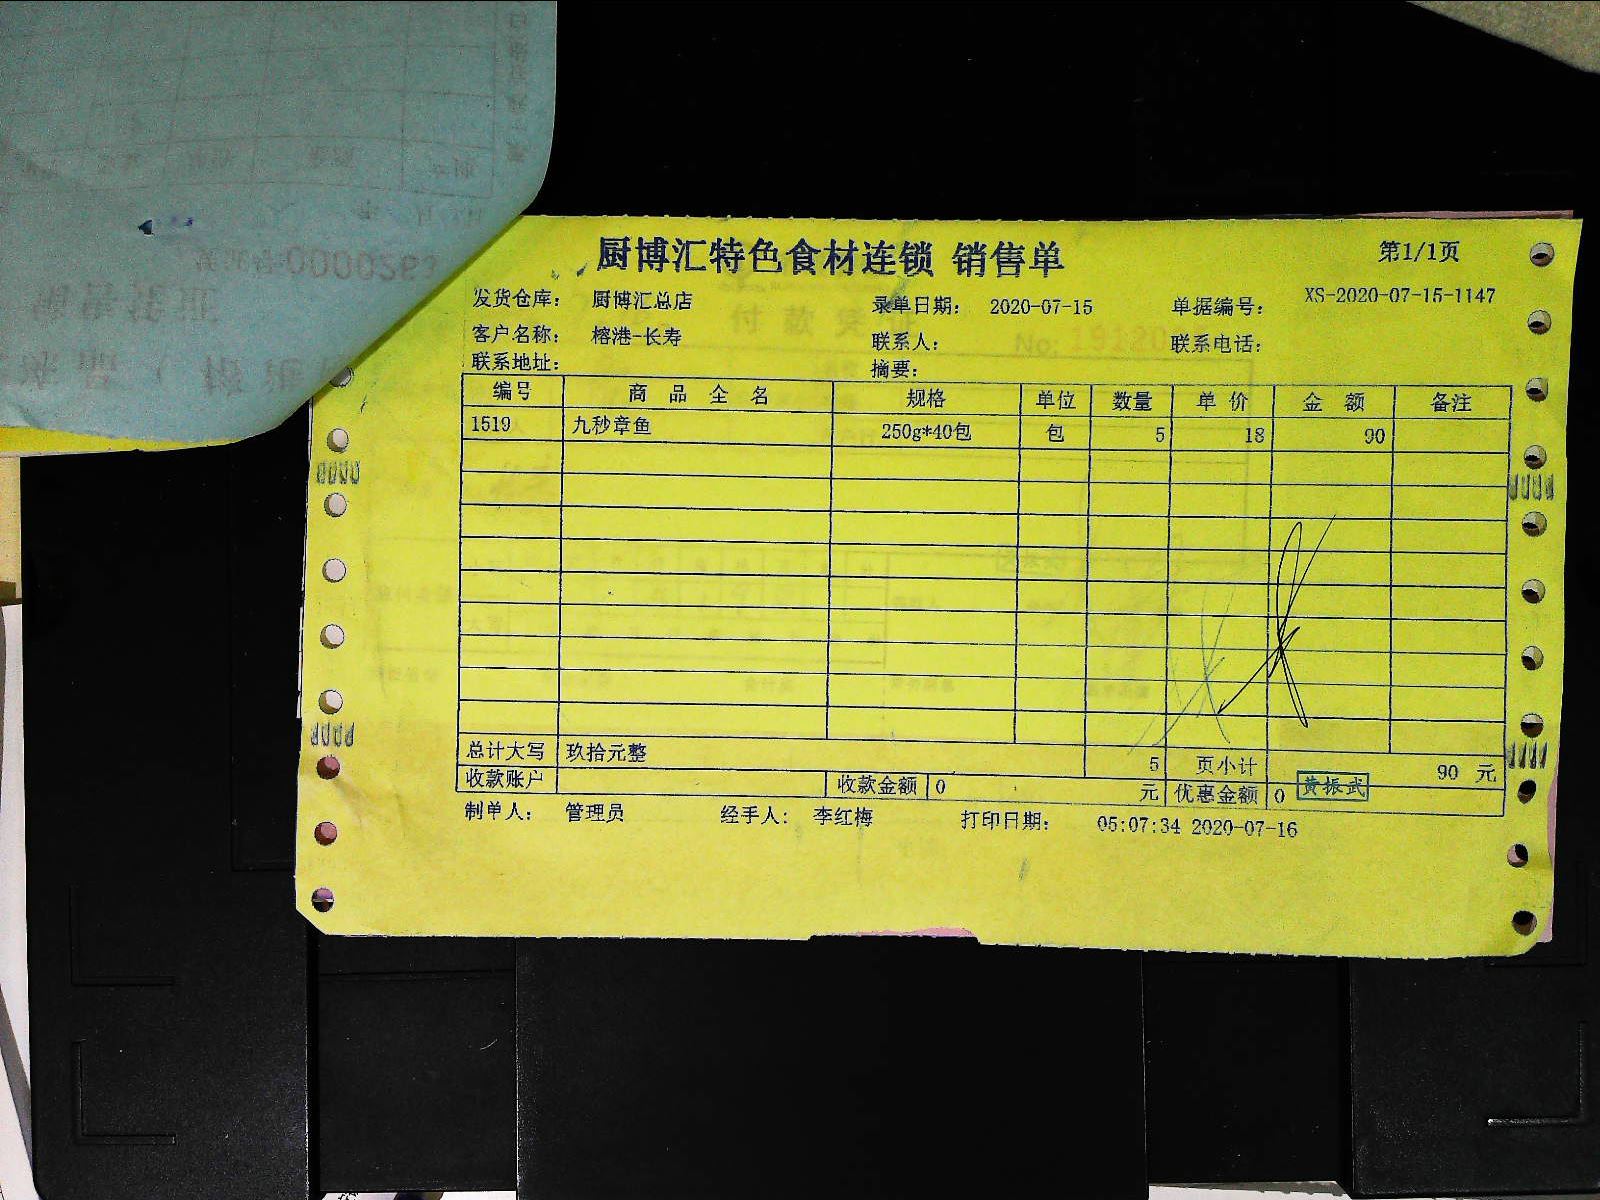 厨博汇特色食材连锁 销售单 第1/1页
发货仓库： 厨博汇总店 录单日期： 2020-07-15 单据编号： XS-2020-07-15-1147
客户名称： 榕港-长寿 联系人： 联系电话：
联系地址： 摘要：
编号 商品全名 规格 单位 数量 单价 金额 备注
1519 九秒章鱼 250g*40包 包 5 18 90
总计大写 玖拾元整 5 页小计 90 元
收款账户 收款金额 0 元 优惠金额 0 黄振武
制单人： 管理员 经手人： 李红梅 打印日期： 05:07:34 2020-07-16
付款凭
No: 19120